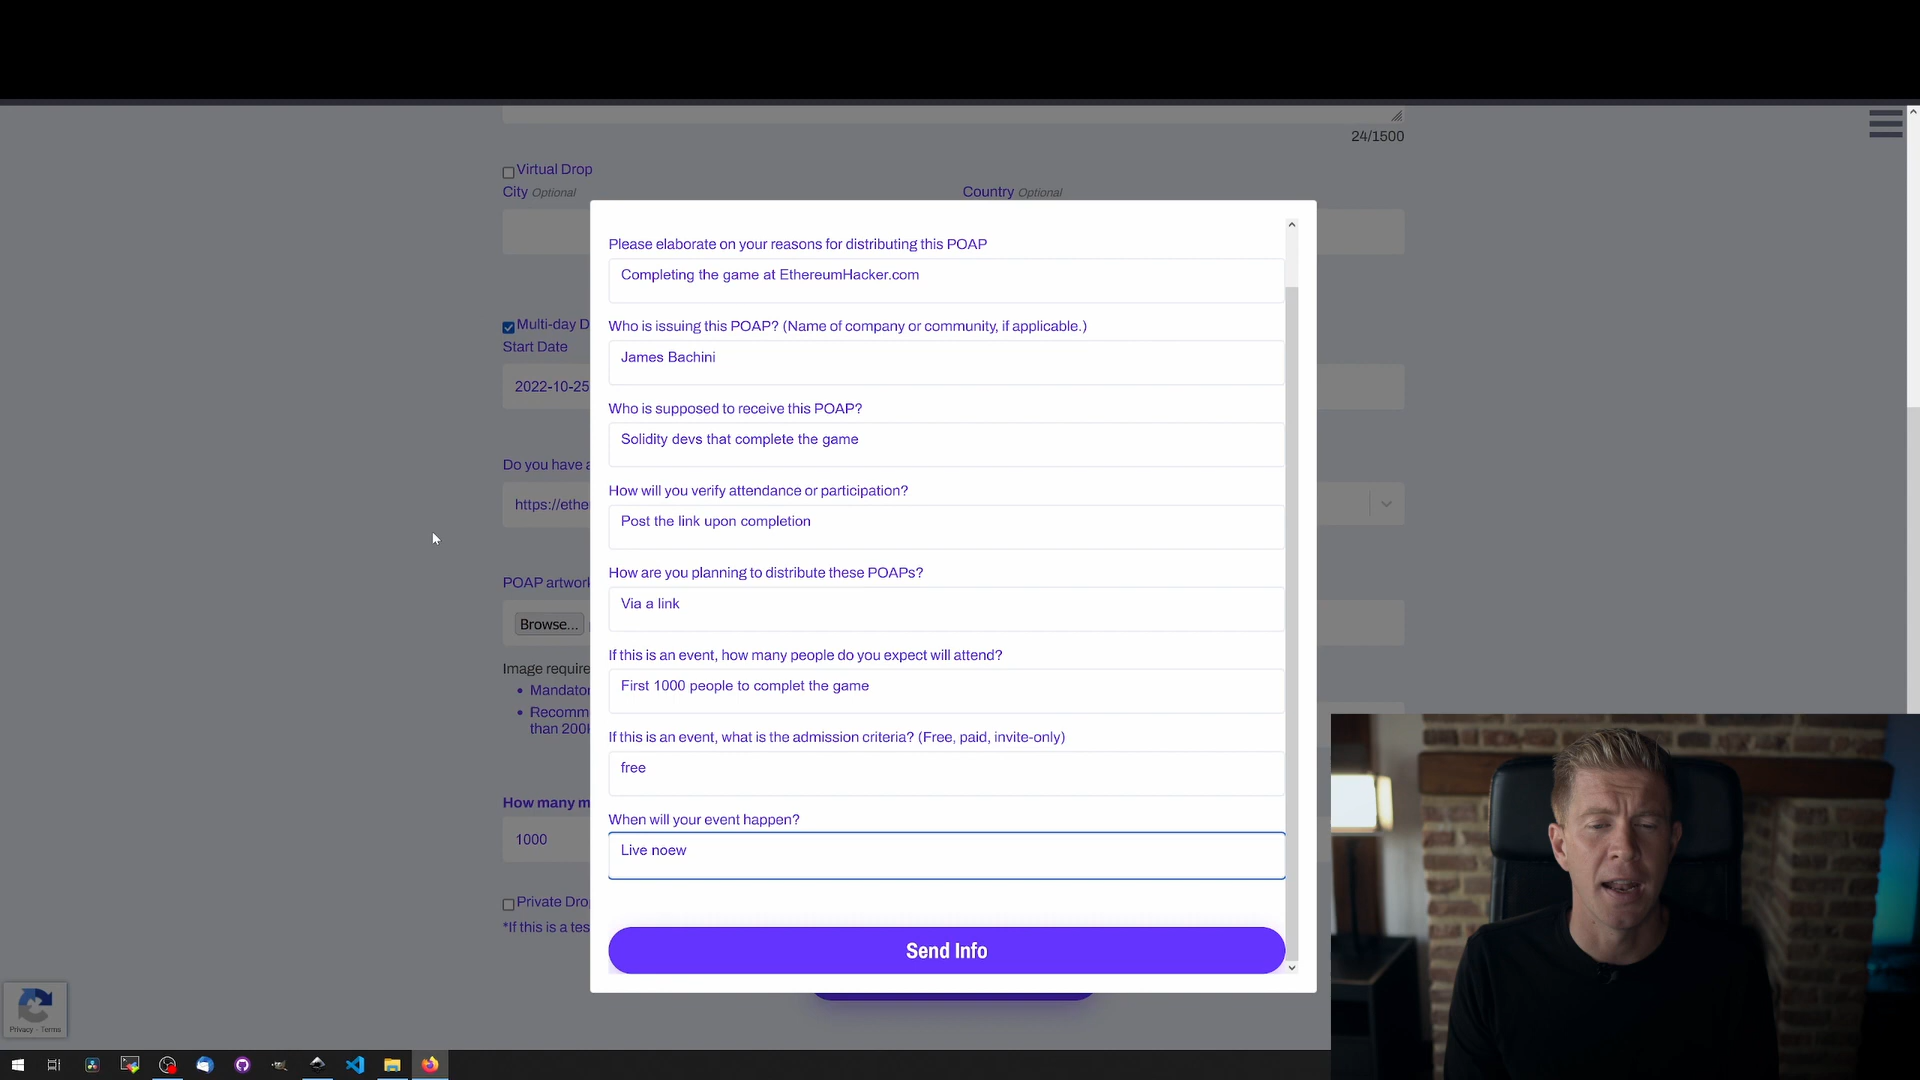 24/1500
Virtual Drop
City Optional
Country Optional
Please elaborate on your reasons for distributing this POAP
Completing the game at EthereumHacker.com
Who is issuing this POAP? (Name of company or community, if applicable.)
Multi-day D
Start Date
James Bachini
2022-10-25
Who is supposed to receive this POAP?
Solidity devs that complete the game
Do you have a
How will you verify attendance or participation?
https://ethe
Post the link upon completion
How are you planning to distribute these POAPs?
POAP artwor
Via a link
Browse...
If this is an event, how many people do you expect will attend?
Image require
Mandator
First 1000 people to complet the game
Recomm
than 200
If this is an event, what is the admission criteria? (Free, paid, invite-only)
free
How many m
When will your event happen?
1000
Live noew
Private Dro
*If this is a tes
Send Info
Privacy - Terms